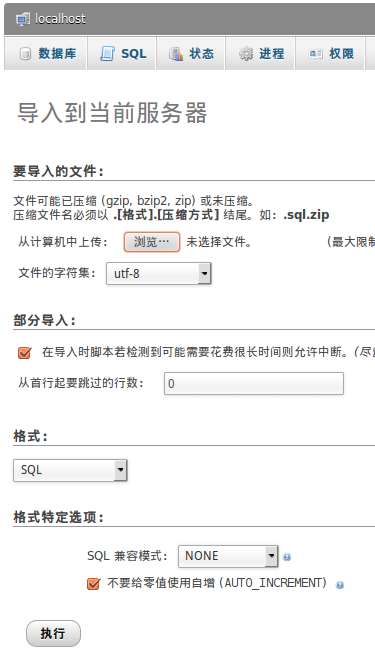 localhost
数据库 SQL 状态 进程 权限
导入到当前服务器
要导入的文件:
文件可能已压缩 (gzip, bzip2, zip) 或未压缩。
压缩文件名必须以 .[格式].[压缩方式] 结尾。如: .sql.zip
从计算机中上传: 浏览… 未选择文件。 (最大限制
文件的字符集: utf-8
部分导入:
在导入时脚本若检测到可能需要花费很长时间则允许中断。(尽
从首行起要跳过的行数: 0
格式:
SQL
格式特定选项:
SQL 兼容模式: NONE
不要给零值使用自增 (AUTO_INCREMENT)
执行